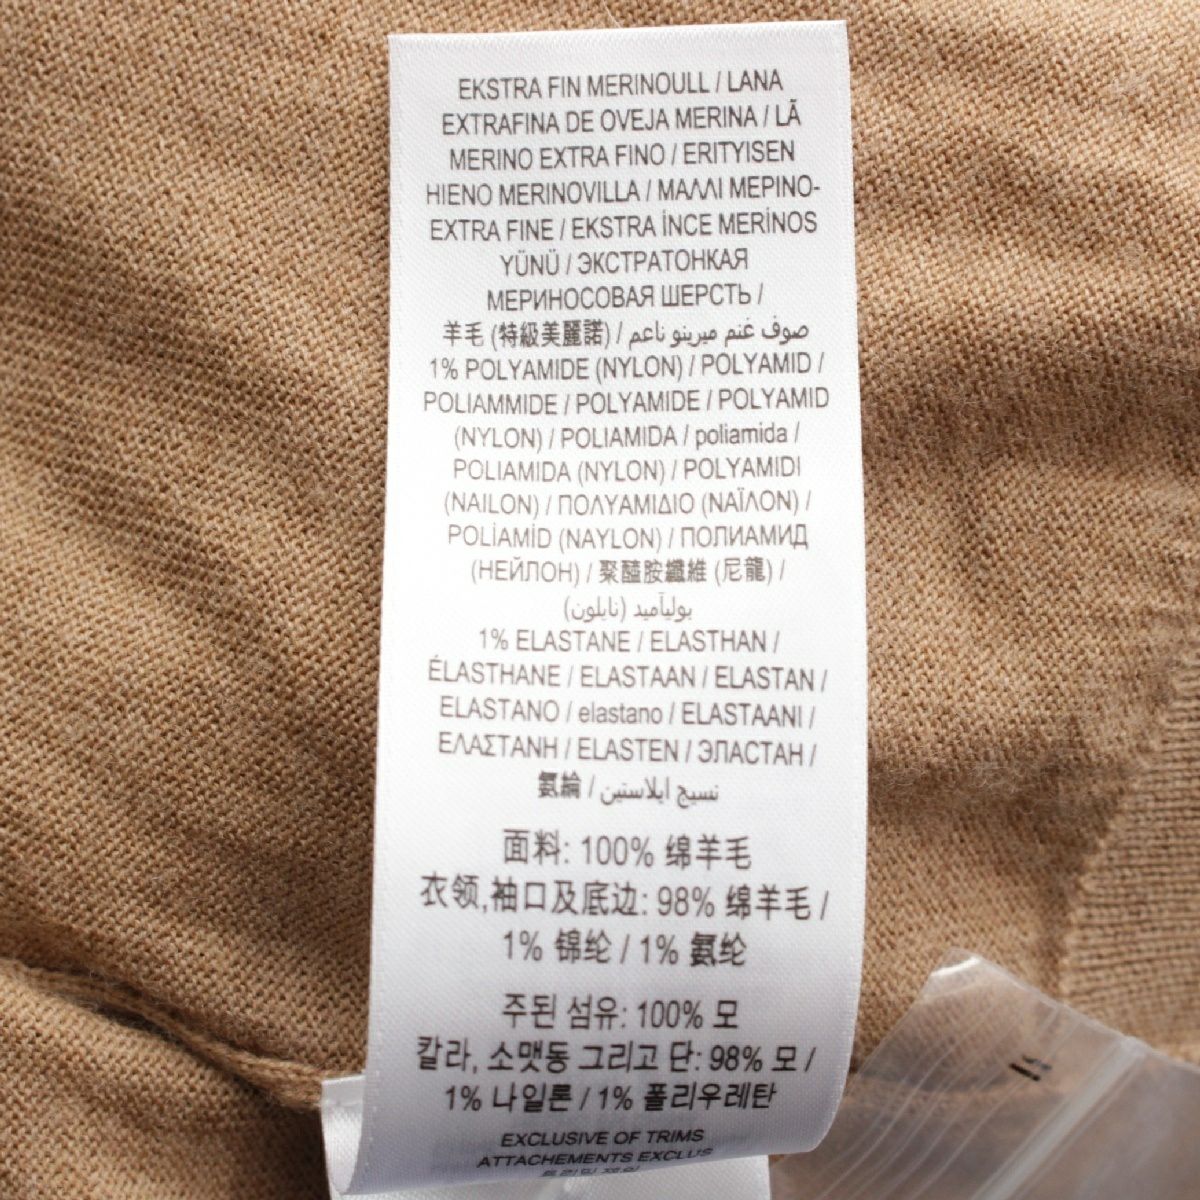 EKSTRA FIN MERINOULL / LANA
EXTRAFINA DE OVEJA MERINA / LÃ
MERINO EXTRA FINO / ERITYISEN
HIENO MERINOVILLA / ΜΑΛΛΙ ΜΕΡΙΝΟ-
EXTRA FINE / EKSTRA İNCE MERİNOS
YÜNÜ / ЭКСТРАТОНКАЯ
МЕРИНОСОВАЯ ШЕРСТЬ /
羊毛 (特級美麗諾) / صوف غنم ميرينو ناعم
1% POLYAMIDE (NYLON) / POLYAMID /
POLIAMMIDE / POLYAMIDE / POLYAMID
(NYLON) / POLIAMIDA / poliamida /
POLIAMIDA (NYLON) / POLYAMIDI
(NAILON) / ΠΟΛΥΑΜΙΔΙΟ (ΝΑΪΛΟΝ) /
POLİAMİD (NAYLON) / ПОЛИАМИД
(НЕЙЛОН) / 聚醯胺纖維 (尼龍) /
بوليآميد (نايلون)
1% ELASTANE / ELASTHAN /
ÉLASTHANE / ELASTAAN / ELASTAN /
ELASTANO / elastano / ELASTAANI /
ΕΛΑΣΤΑΝΗ / ELASTEN / ЭЛАСТАН /
氨綸 / نسيج ايلاستين
面料: 100% 绵羊毛
衣领,袖口及底边: 98% 绵羊毛 /
1% 锦纶 / 1% 氨纶
주된 섬유: 100% 모
칼라, 소맷동 그리고 단: 98% 모 /
1% 나일론 / 1% 폴리우레탄
EXCLUSIVE OF TRIMS
ATTACHEMENTS EXCLUS